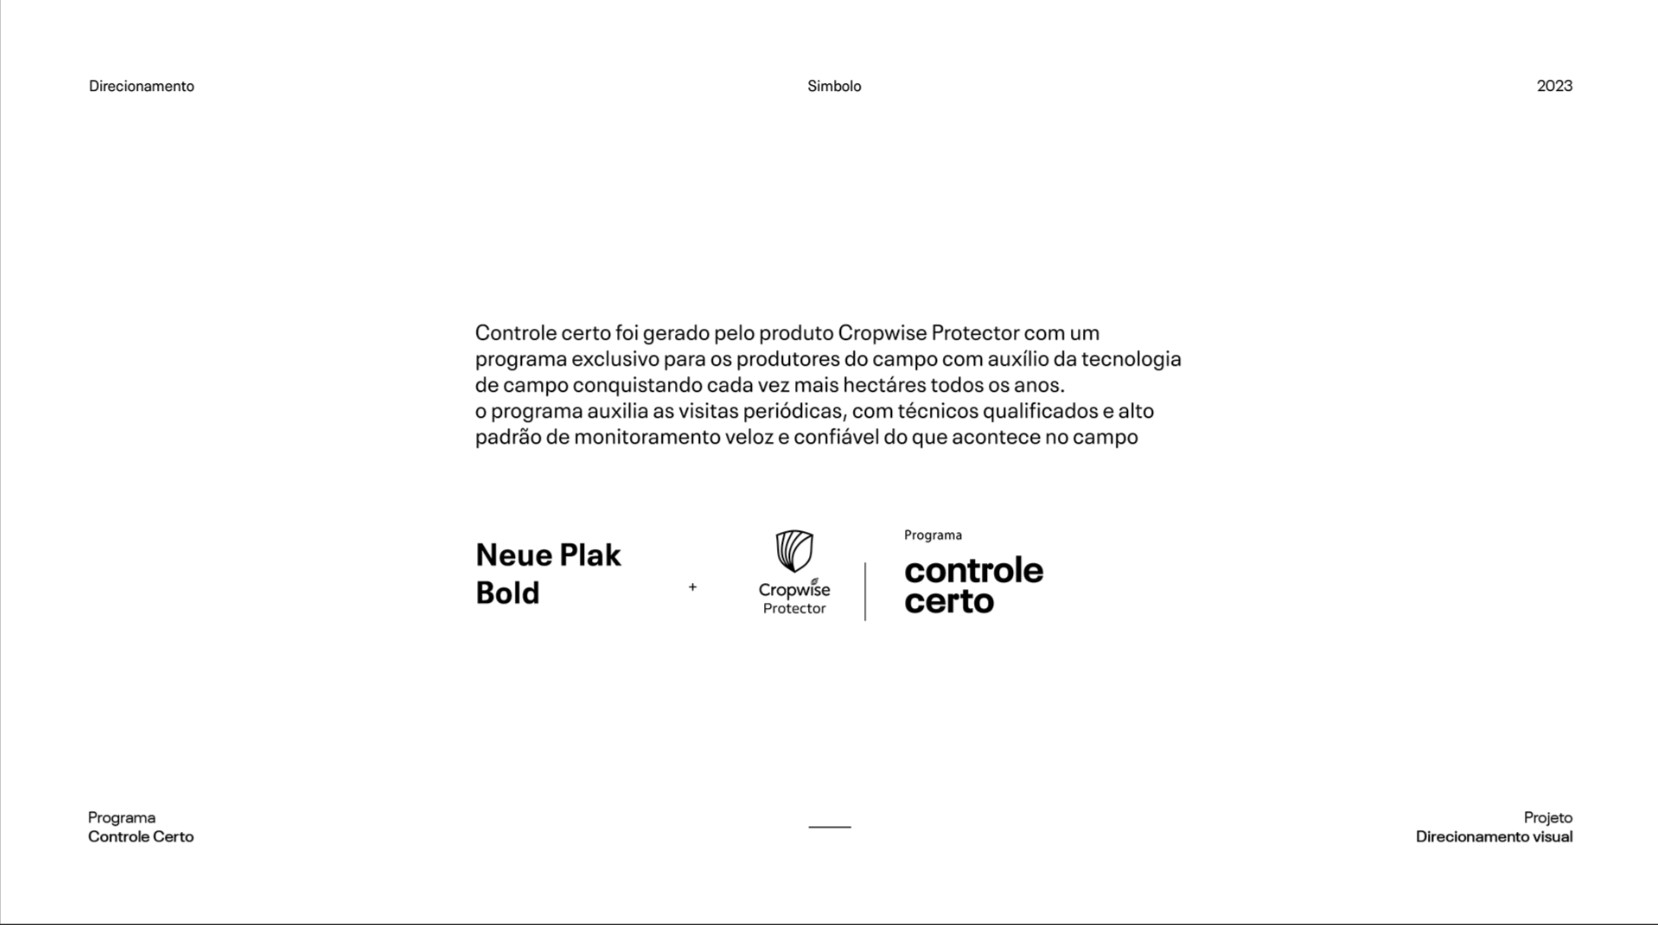 Direcionamento
Simbolo
2023
Controle certo foi gerado pelo produto Cropwise Protector com um
programa exclusivo para os produtores do campo com auxílio da tecnologia
de campo conquistando cada vez mais hectáres todos os anos.
o programa auxilia as visitas periódicas, com técnicos qualificados e alto
padrão de monitoramento veloz e confiável do que acontece no campo
Neue Plak
Bold
+
Cropwise
Protector
Programa
controle
certo
Programa
Controle Certo
Projeto
Direcionamento visual